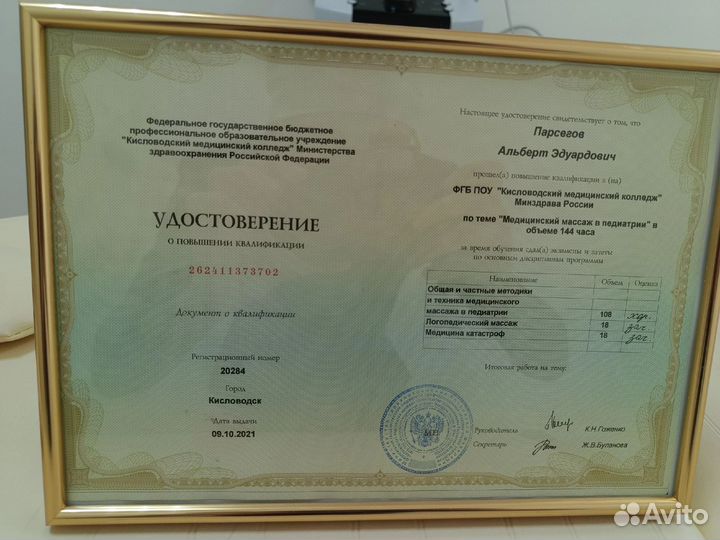 Федеральное государственное бюджетное
профессиональное образовательное учреждение
"Кисловодский медицинский колледж" Министерства
здравоохранения Российской Федерации
УДОСТОВЕРЕНИЕ
О ПОВЫШЕНИИ КВАЛИФИКАЦИИ
262411373702
Документ о квалификации
Регистрационный номер
20284
Город
Кисловодск
Дата выдачи
09.10.2021
Настоящее удостоверение свидетельствует о том, что
Парсегов
Альберт Эдуардович
прошел(а) повышение квалификации в (на)
ФГБ ПОУ "Кисловодский медицинский колледж"
Минздрава России
по теме "Медицинский массаж в педиатрии" в
объеме 144 часа
за время обучения сдал(а) экзамены и зачеты
по основным дисциплинам программы
Наименование Объем Оценка
Общая и частные методики
и техника медицинского
массажа в педиатрии 108 хор.
Логопедический массаж 18 зач.
Медицина катастроф 18 зач.
Итоговая работа на тему:
М.П.
Руководитель К.Н.Гоженко
Секретарь Ж.В.Буланова
Avito